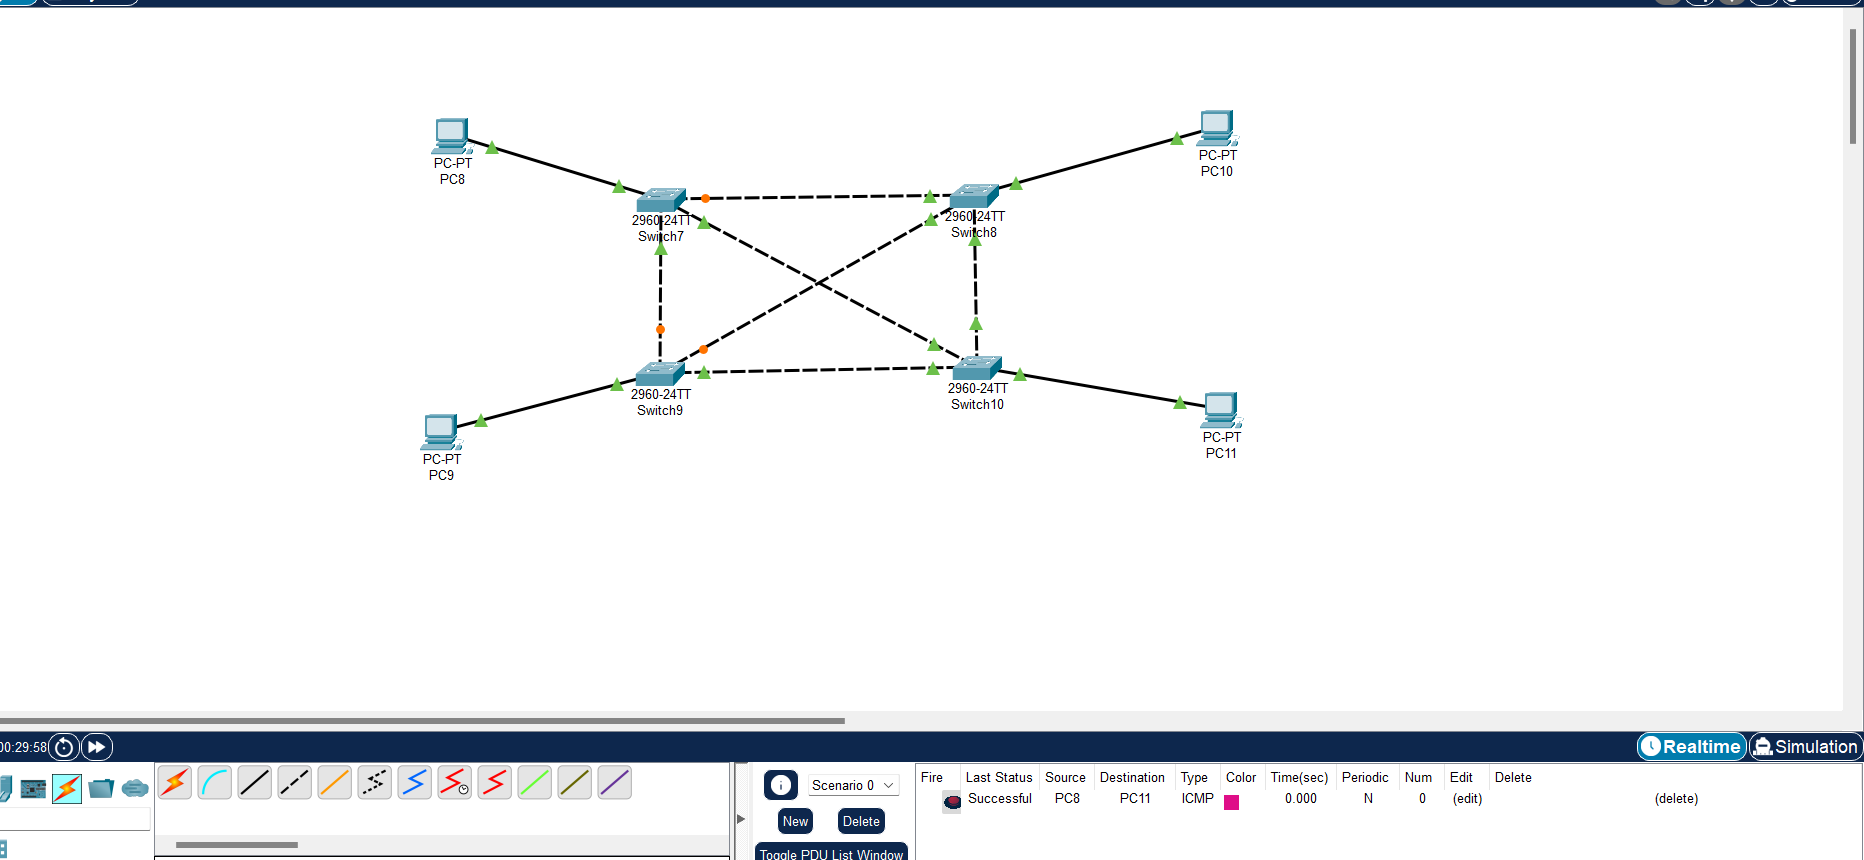 PC-PT
PC8
PC-PT
PC10
2960-24TT
Switch7
2960-24TT
Switch8
2960-24TT
Switch9
2960-24TT
Switch10
PC-PT
PC9
PC-PT
PC11
00:29:58
Realtime
Simulation
Scenario 0
New
Delete
Toggle PDU List Window
Fire Last Status Source Destination Type Color Time(sec) Periodic Num Edit Delete
Successful PC8 PC11 ICMP 0.000 N 0 (edit) (delete)